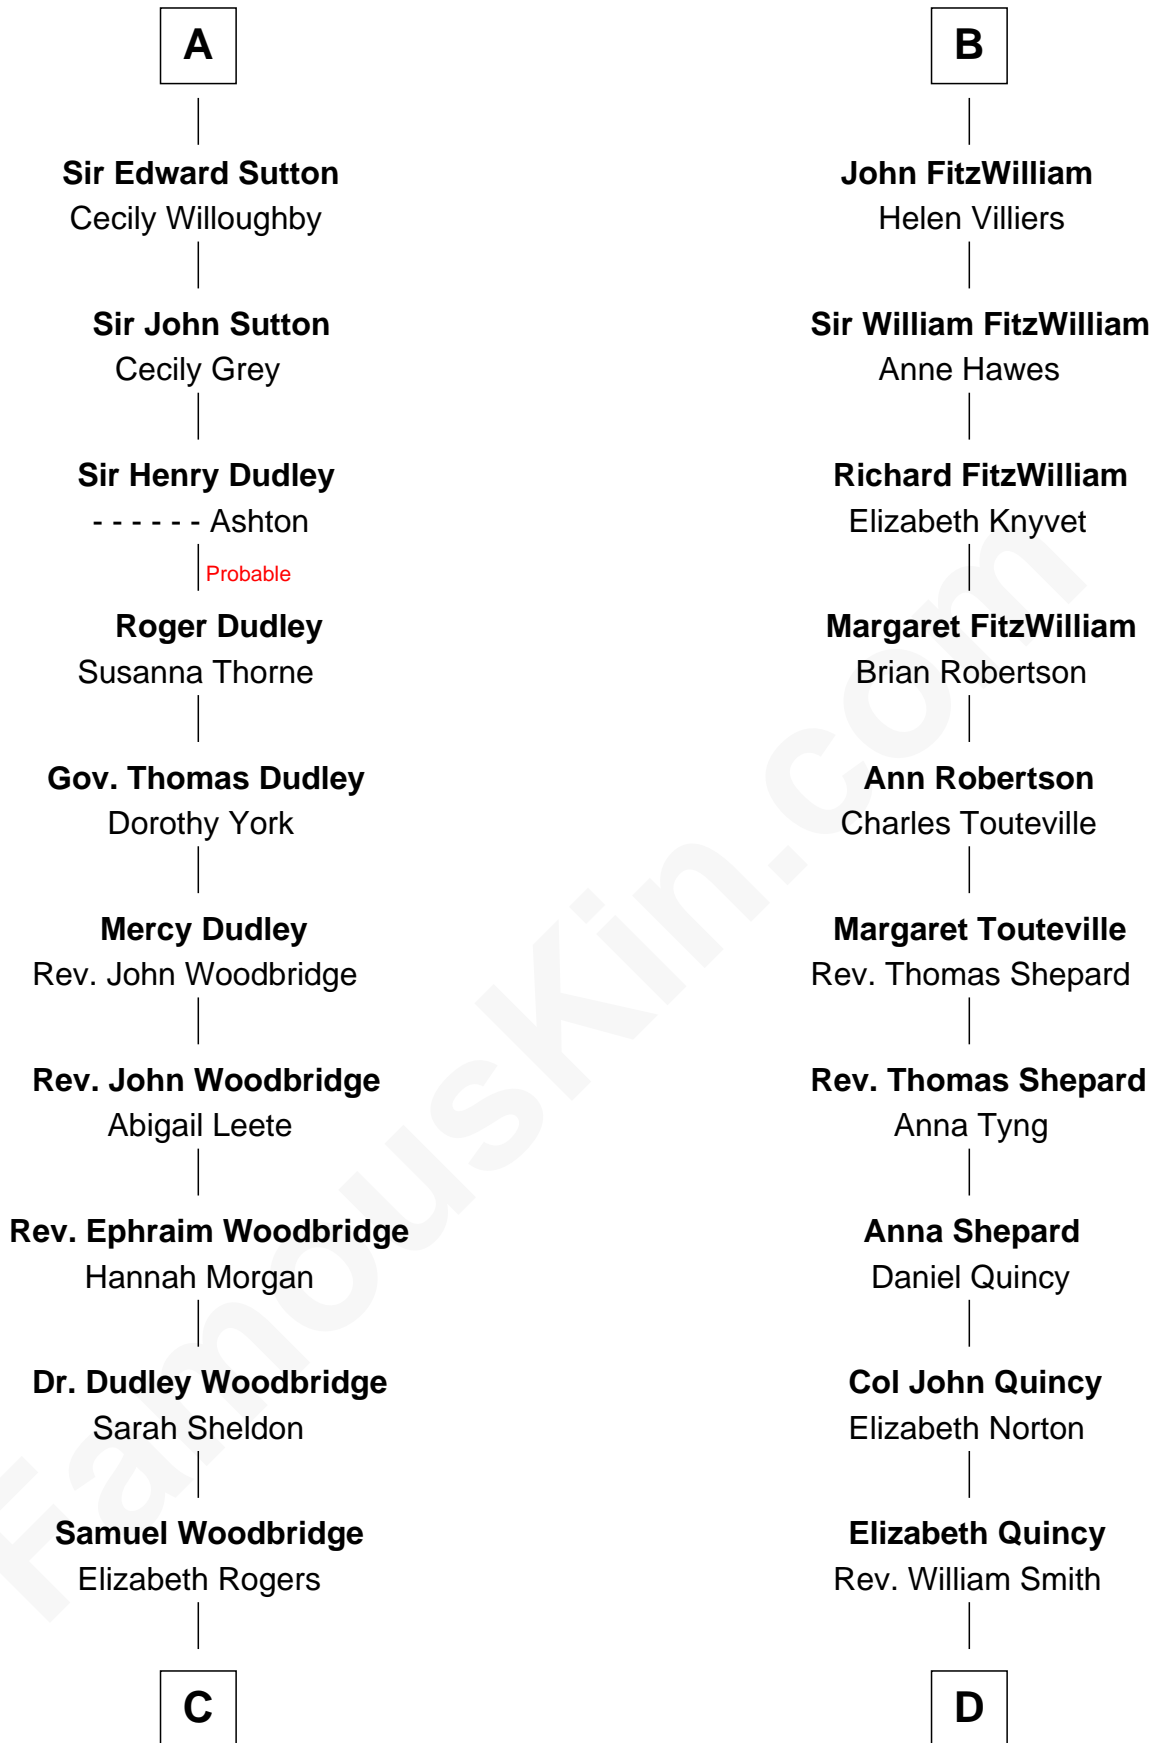 A
Sir Edward Sutton
Cecily Willoughby
Sir John Sutton
Cecily Grey
Sir Henry Dudley
- - - - - - Ashton
Probable
Roger Dudley
Susanna Thorne
Gov. Thomas Dudley
Dorothy York
Mercy Dudley
Rev. John Woodbridge
Rev. John Woodbridge
Abigail Leete
Rev. Ephraim Woodbridge
Hannah Morgan
Dr. Dudley Woodbridge
Sarah Sheldon
Samuel Woodbridge
Elizabeth Rogers
C
B
John FitzWilliam
Helen Villiers
Sir William FitzWilliam
Anne Hawes
Richard FitzWilliam
Elizabeth Knyvet
Margaret FitzWilliam
Brian Robertson
Ann Robertson
Charles Touteville
Margaret Touteville
Rev. Thomas Shepard
Rev. Thomas Shepard
Anna Tyng
Anna Shepard
Daniel Quincy
Col John Quincy
Elizabeth Norton
Elizabeth Quincy
Rev. William Smith
D
FamousKin.com